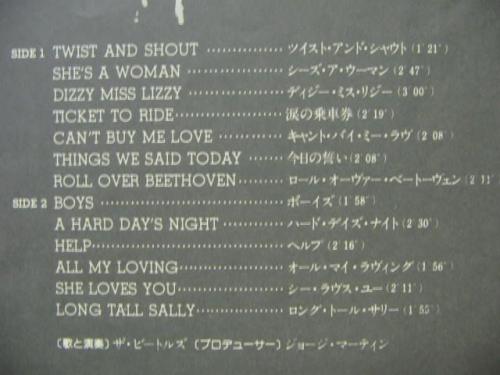 SIDE 1 TWIST AND SHOUT ··············· ツイスト・アンド・シャウト(1′21″)
SHE'S A WOMAN ··················· シーズ・ア・ウーマン(2′47″)
DIZZY MISS LIZZY ················· ディジー・ミス・リジー(3′00″)
TICKET TO RIDE··················· 涙の乗車券(2′19″)
CAN'T BUY ME LOVE ············· キャント・バイ・ミー・ラヴ(2′08″)
THINGS WE SAID TODAY ········· 今日の誓い(2′08″)
ROLL OVER BEETHOVEN··········· ロール・オーヴァー・ベートーヴェン(2′11″
SIDE 2 BOYS ······························ ボーイズ(1′58″)
A HARD DAY'S NIGHT ············· ハード・デイズ・ナイト(2′30″)
HELP································ ヘルプ(2′16″)
ALL MY LOVING··················· オール・マイ・ラヴィング(1′56″)
SHE LOVES YOU··················· シー・ラヴス・ユー(2′11″)
LONG TALL SALLY················ ロング・トール・サリー(1′55″)
〔歌と演奏〕ザ・ビートルズ〔プロデューサー〕ジョージ・マーティン